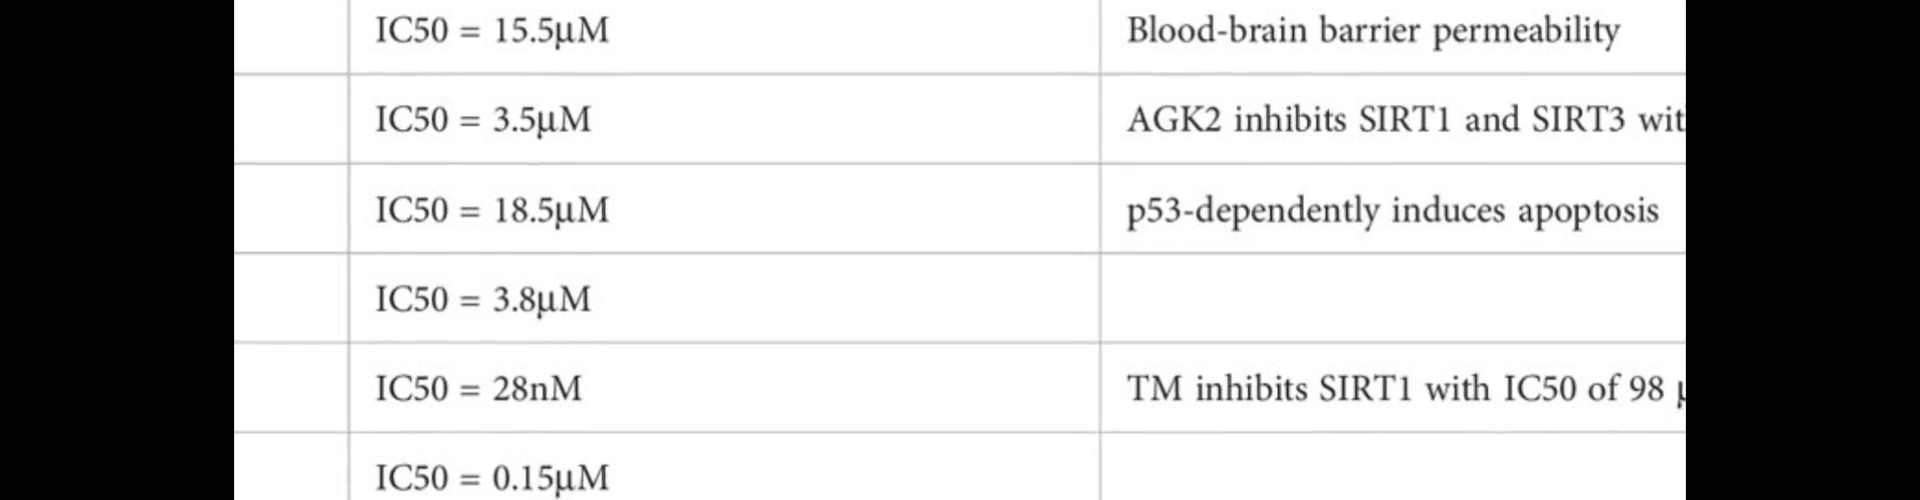 IC50 = 15.5μM Blood-brain barrier permeability
IC50 = 3.5μM AGK2 inhibits SIRT1 and SIRT3
IC50 = 18.5μM p53-dependently induces apoptosis
IC50 = 3.8μM
IC50 = 28nM TM inhibits SIRT1 with IC50 of 98
IC50 = 0.15μM